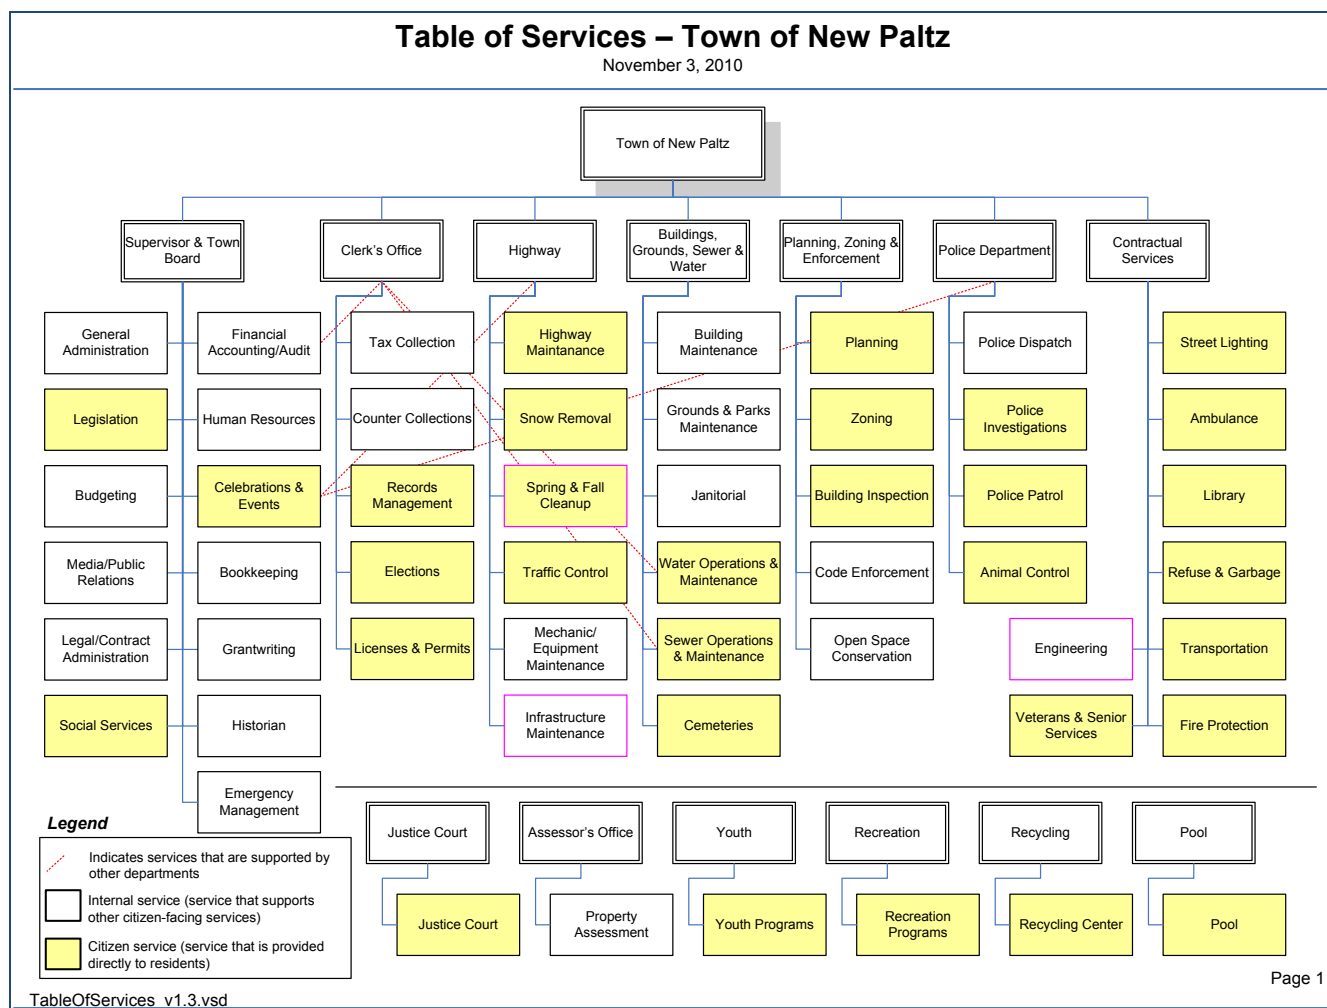 Table of Services – Town of New Paltz
November 3, 2010
Town of New Paltz
Supervisor & Town
Board
Clerk's Office
Highway
Buildings,
Grounds, Sewer &
Water
Planning, Zoning &
Enforcement
Police Department
Contractual
Services
General
Administration
Financial
Accounting/Audit
Tax Collection
Highway
Maintanance
Building
Maintenance
Planning
Police Dispatch
Street Lighting
Legislation
Human Resources
Counter Collections
Snow Removal
Grounds & Parks
Maintenance
Zoning
Police
Investigations
Ambulance
Budgeting
Celebrations &
Events
Records
Management
Spring & Fall
Cleanup
Janitorial
Building Inspection
Police Patrol
Library
Media/Public
Relations
Bookkeeping
Elections
Traffic Control
Water Operations &
Maintenance
Code Enforcement
Animal Control
Refuse & Garbage
Legal/Contract
Administration
Grantwriting
Licenses & Permits
Mechanic/
Equipment
Maintenance
Sewer Operations
& Maintenance
Open Space
Conservation
Engineering
Transportation
Social Services
Historian
Infrastructure
Maintenance
Cemeteries
Veterans & Senior
Services
Fire Protection
Emergency
Management
Legend
Indicates services that are supported by
other departments
Internal service (service that supports
other citizen-facing services)
Citizen service (service that is provided
directly to residents)
Justice Court
Assessor's Office
Youth
Recreation
Recycling
Pool
Justice Court
Property
Assessment
Youth Programs
Recreation
Programs
Recycling Center
Pool
Page 1
TableOfServices_v1.3.vsd